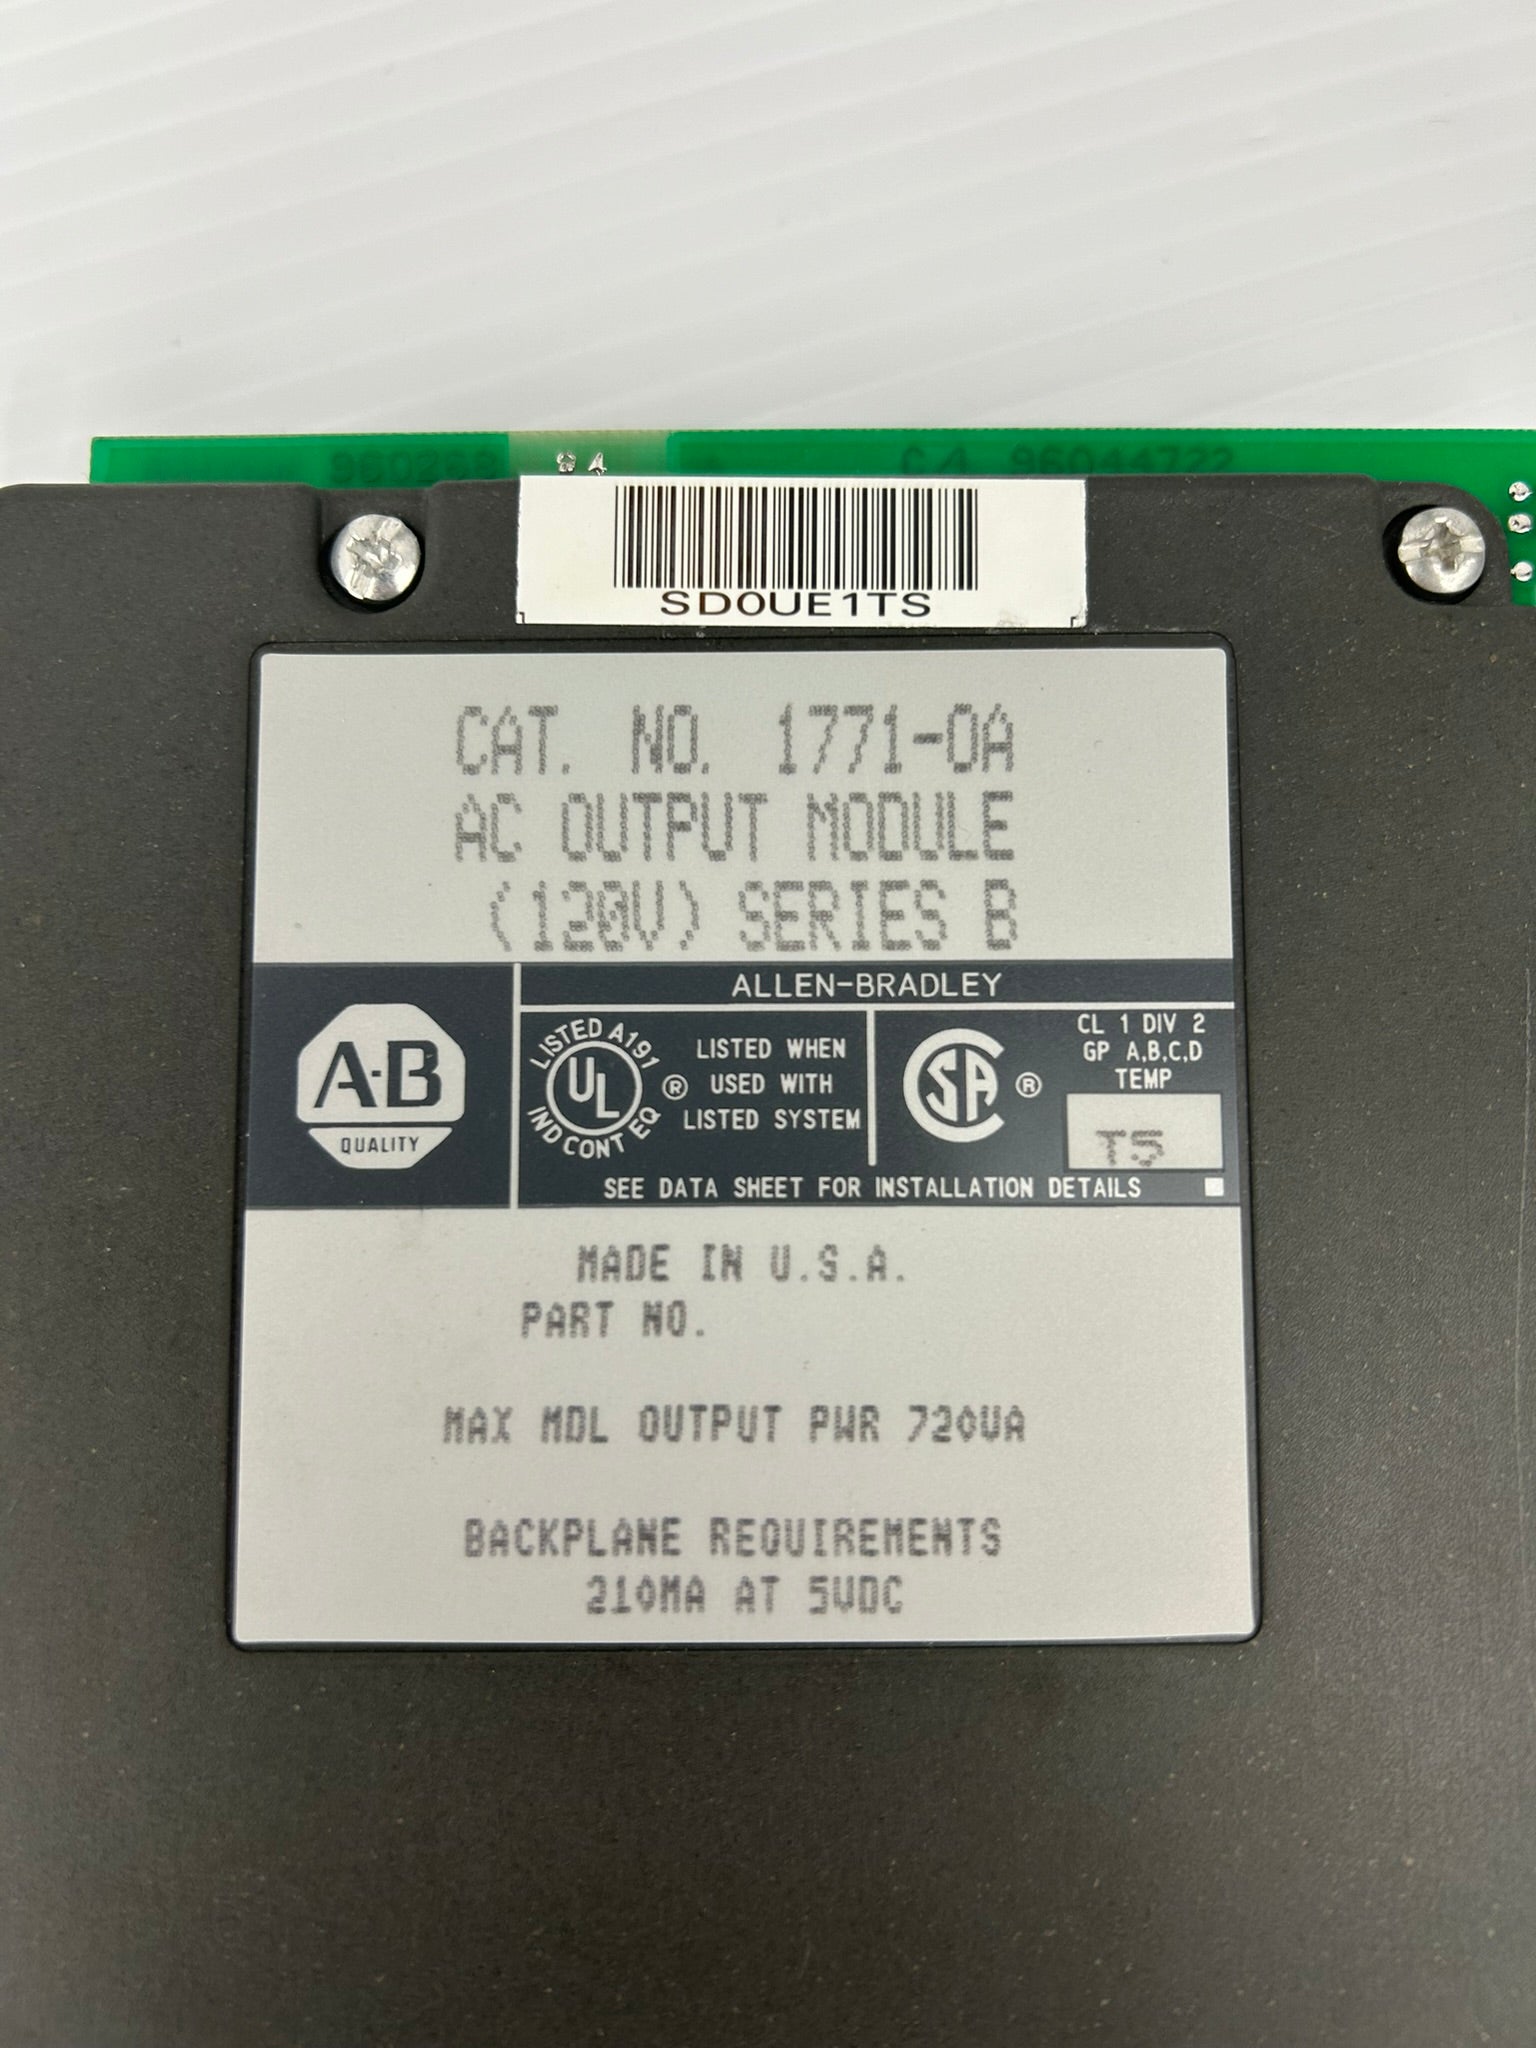 960268
C/A 96044722
SD0UE1TS
CAT. NO. 1771-OA
AC OUTPUT MODULE
(120V) SERIES B
ALLEN-BRADLEY
A-B
QUALITY
LISTED A191
UL
IND CONT EQ
®
LISTED WHEN
USED WITH
LISTED SYSTEM
SA
®
CL 1 DIV 2
GP A,B,C,D
TEMP
T5
SEE DATA SHEET FOR INSTALLATION DETAILS
MADE IN U.S.A.
PART NO.
MAX MDL OUTPUT PWR 720VA
BACKPLANE REQUIREMENTS
210MA AT 5VDC